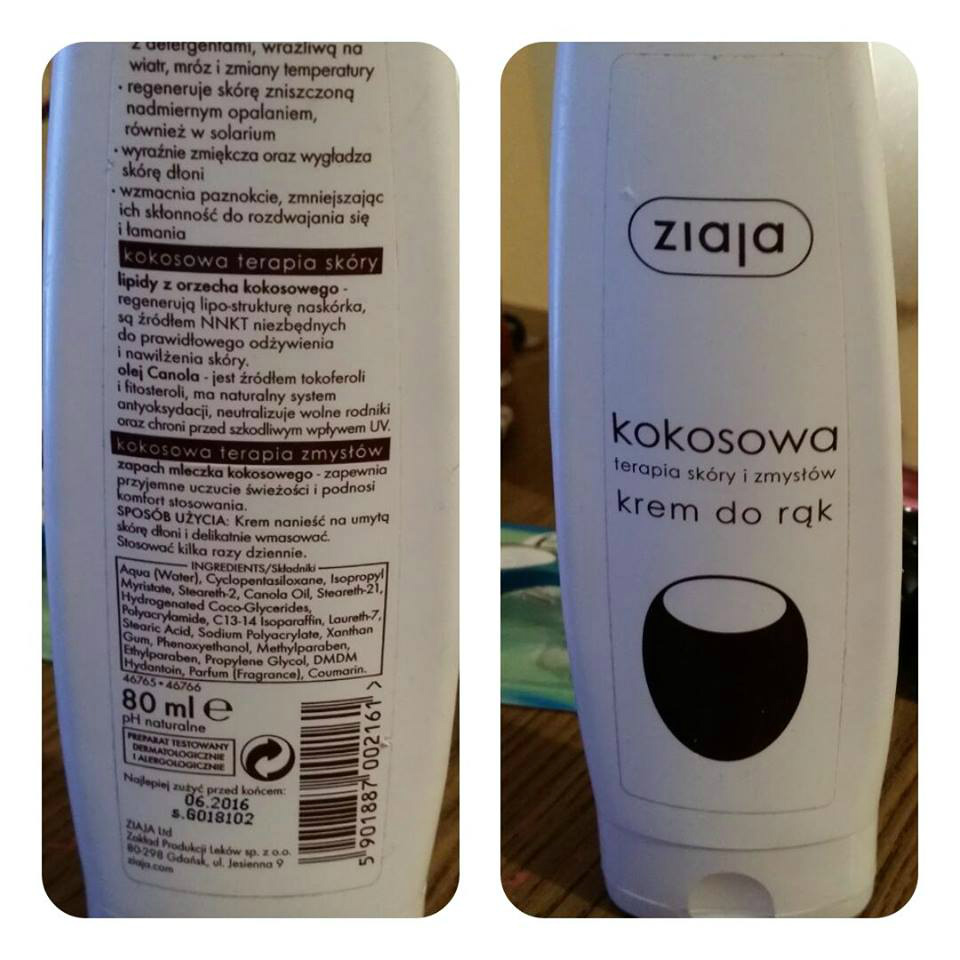 z detergentami, wrażliwą na
wiatr, mróz i zmiany temperatury
• regeneruje skórę zniszczoną
nadmiernym opalaniem,
również w solarium
• wyraźnie zmiękcza oraz wygładza
skórę dłoni
• wzmacnia paznokcie, zmniejszając
ich skłonność do rozdwajania się
i łamania
kokosowa terapia skóry
lipidy z orzecha kokosowego -
regenerują lipo-strukturę naskórka,
są źródłem NNKT niezbędnych
do prawidłowego odżywienia
i nawilżenia skóry.
olej Canola - jest źródłem tokoferoli
i fitosteroli, ma naturalny system
antyoksydacji, neutralizuje wolne rodniki
oraz chroni przed szkodliwym wpływem UV.
kokosowa terapia zmysłów
zapach mleczka kokosowego - zapewnia
przyjemne uczucie świeżości i podnosi
komfort stosowania.
SPOSÓB UŻYCIA: Krem nanieść na umytą
skórę dłoni i delikatnie wmasować.
Stosować kilka razy dziennie.
INGREDIENTS/Składniki
Aqua (Water), Cyclopentasiloxane, Isopropyl
Myristate, Steareth-2, Canola Oil, Steareth-21,
Hydrogenated Coco-Glycerides,
Polyacrylamide, C13-14 Isoparaffin, Laureth-7,
Stearic Acid, Sodium Polyacrylate, Xanthan
Gum, Phenoxyethanol, Methylparaben,
Ethylparaben, Propylene Glycol, DMDM
Hydantoin, Parfum (Fragrance), Coumarin.
46765 • 46766
80 ml e
pH naturalne
PREPARAT TESTOWANY
DERMATOLOGICZNIE
I ALERGOLOGICZNIE
Najlepiej zużyć przed końcem:
06.2016
s.G018102
ZIAJA Ltd
Zakład Produkcji Leków sp. z o.o.
80-298 Gdańsk, ul. Jesienna 9
ziaja.com
5 901887 002161 >
ziaja
kokosowa
terapia skóry i zmysłów
krem do rąk